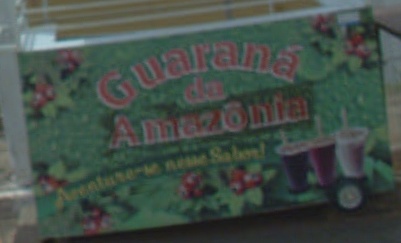 Guaraná
da
Amazônia
Aventure-se nesse Sabor!